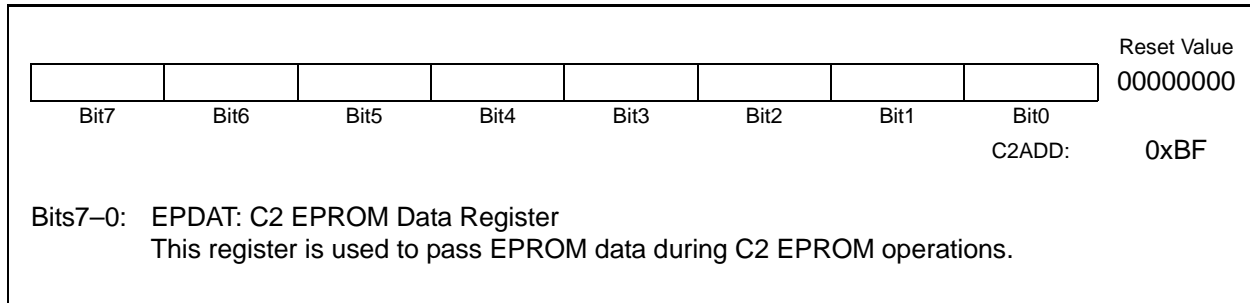 Reset Value
00000000
Bit7 Bit6 Bit5 Bit4 Bit3 Bit2 Bit1 Bit0
C2ADD: 0xBF
Bits7–0: EPDAT: C2 EPROM Data Register
This register is used to pass EPROM data during C2 EPROM operations.